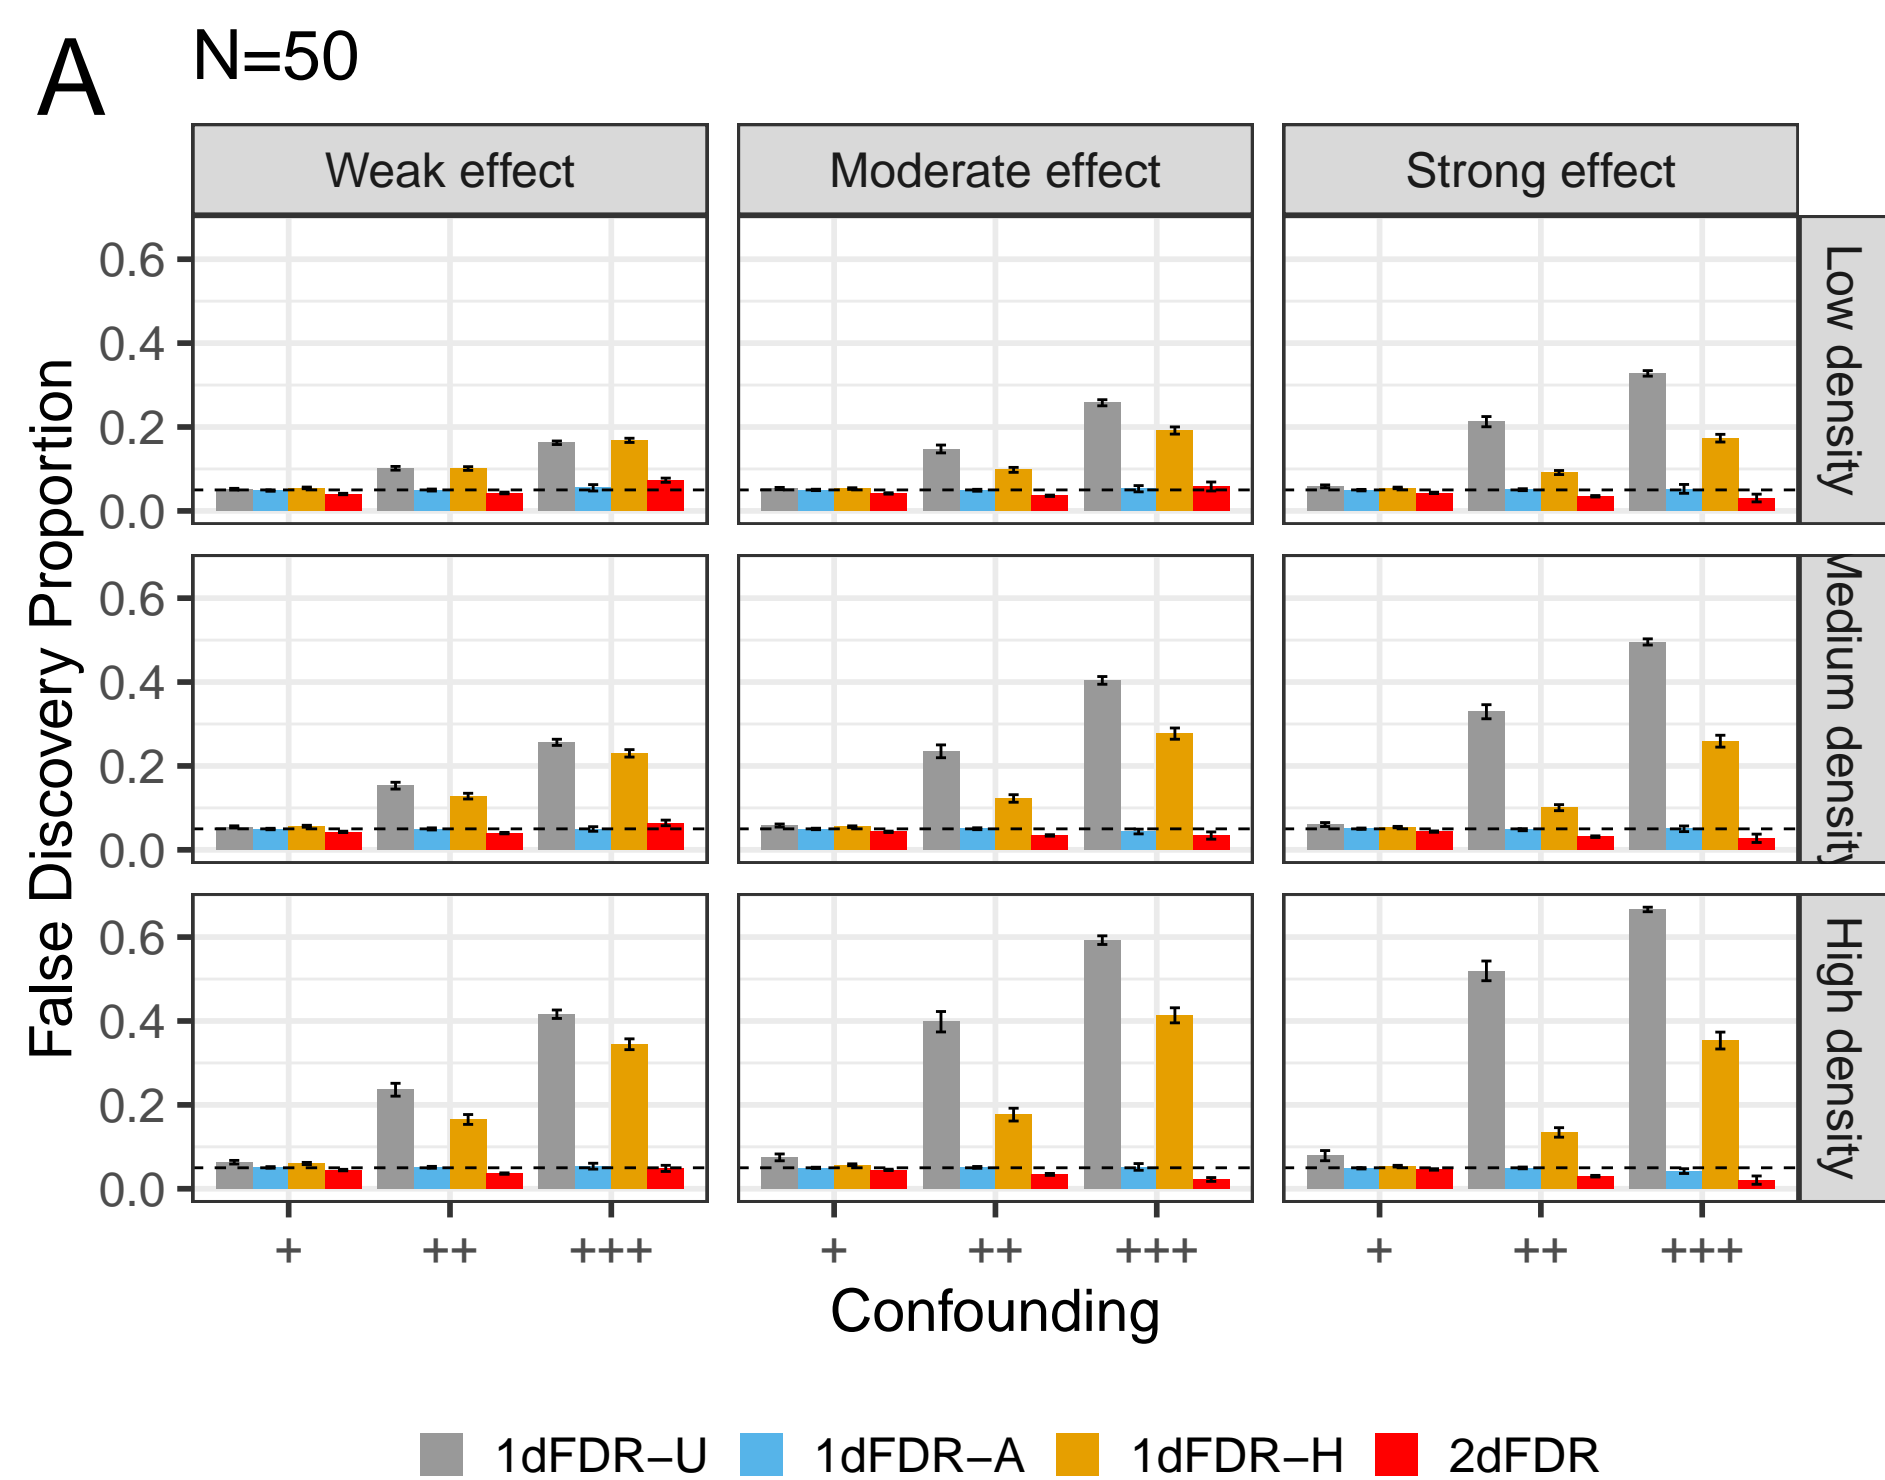 A
N=50
Weak effect
Moderate effect
Strong effect
False Discovery Proportion
0.6
0.4
0.2
0.0
Low density
0.6
0.4
0.2
0.0
Medium density
0.6
0.4
0.2
0.0
High density
+ ++ +++
+ ++ +++
+ ++ +++
Confounding
1dFDR−U
1dFDR−A
1dFDR−H
2dFDR